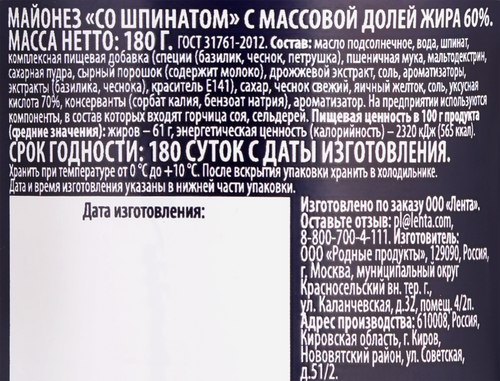 МАЙОНЕЗ «СО ШПИНАТОМ» С МАССОВОЙ ДОЛЕЙ ЖИРА 60%.
МАССА НЕТТО: 180 Г. ГОСТ 31761-2012. Состав: масло подсолнечное, вода, шпинат,
комплексная пищевая добавка (специи (базилик, чеснок, петрушка), пшеничная мука, мальтодекстрин,
сахарная пудра, сырный порошок (содержит молоко), дрожжевой экстракт, соль, ароматизаторы,
экстракты (базилика, чеснока), краситель Е141), сахар, чеснок свежий, яичный желток, соль, уксусная
кислота 70%, консерванты (сорбат калия, бензоат натрия), ароматизатор. На предприятии используются
компоненты, в состав которых входят горчица соя, сельдерей. Пищевая ценность в 100 г продукта
(средние значения): жиров – 61 г, энергетическая ценность (калорийность) – 2320 кДж (565 ккал).
СРОК ГОДНОСТИ: 180 СУТОК С ДАТЫ ИЗГОТОВЛЕНИЯ.
Хранить при температуре от 0 °С до +10 °С. После вскрытия упаковки хранить в холодильнике.
Дата и время изготовления указаны в нижней части упаковки.
Дата изготовления:
Изготовлено по заказу ООО «Лента».
Оставьте отзыв: pl@lenta.com,
8-800-700-4-111. Изготовитель:
ООО «Родные продукты», 129090, Россия,
г. Москва, муниципальный округ
Красносельский вн. тер. г.,
ул. Каланчевская, д.32, помещ. 4/2п.
Адрес производства: 610008, Россия,
Кировская область, г. Киров,
Нововятский район, ул. Советская,
д.51/2.